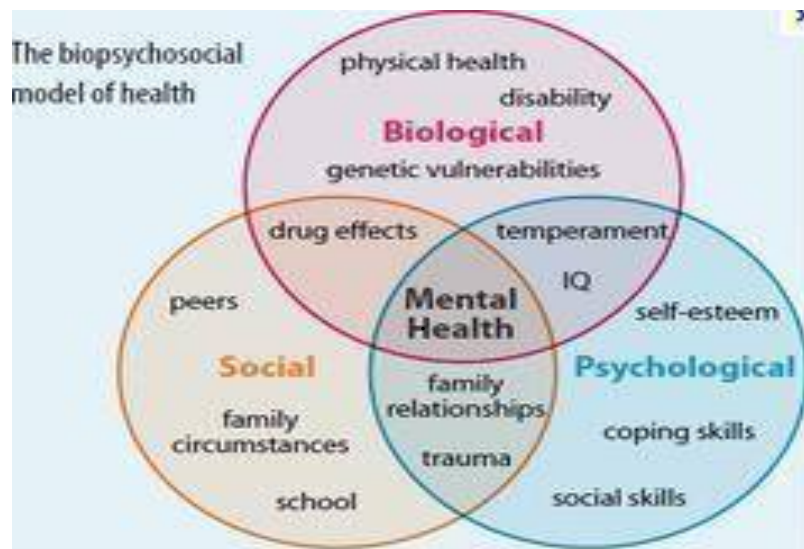 The biopsychosocial
model of health
physical health
disability
Biological
genetic vulnerabilities
drug effects
temperament
IQ
peers
Mental
Health
self-esteem
Social
Psychological
family
relationships
family
circumstances
coping skills
trauma
school
social skills